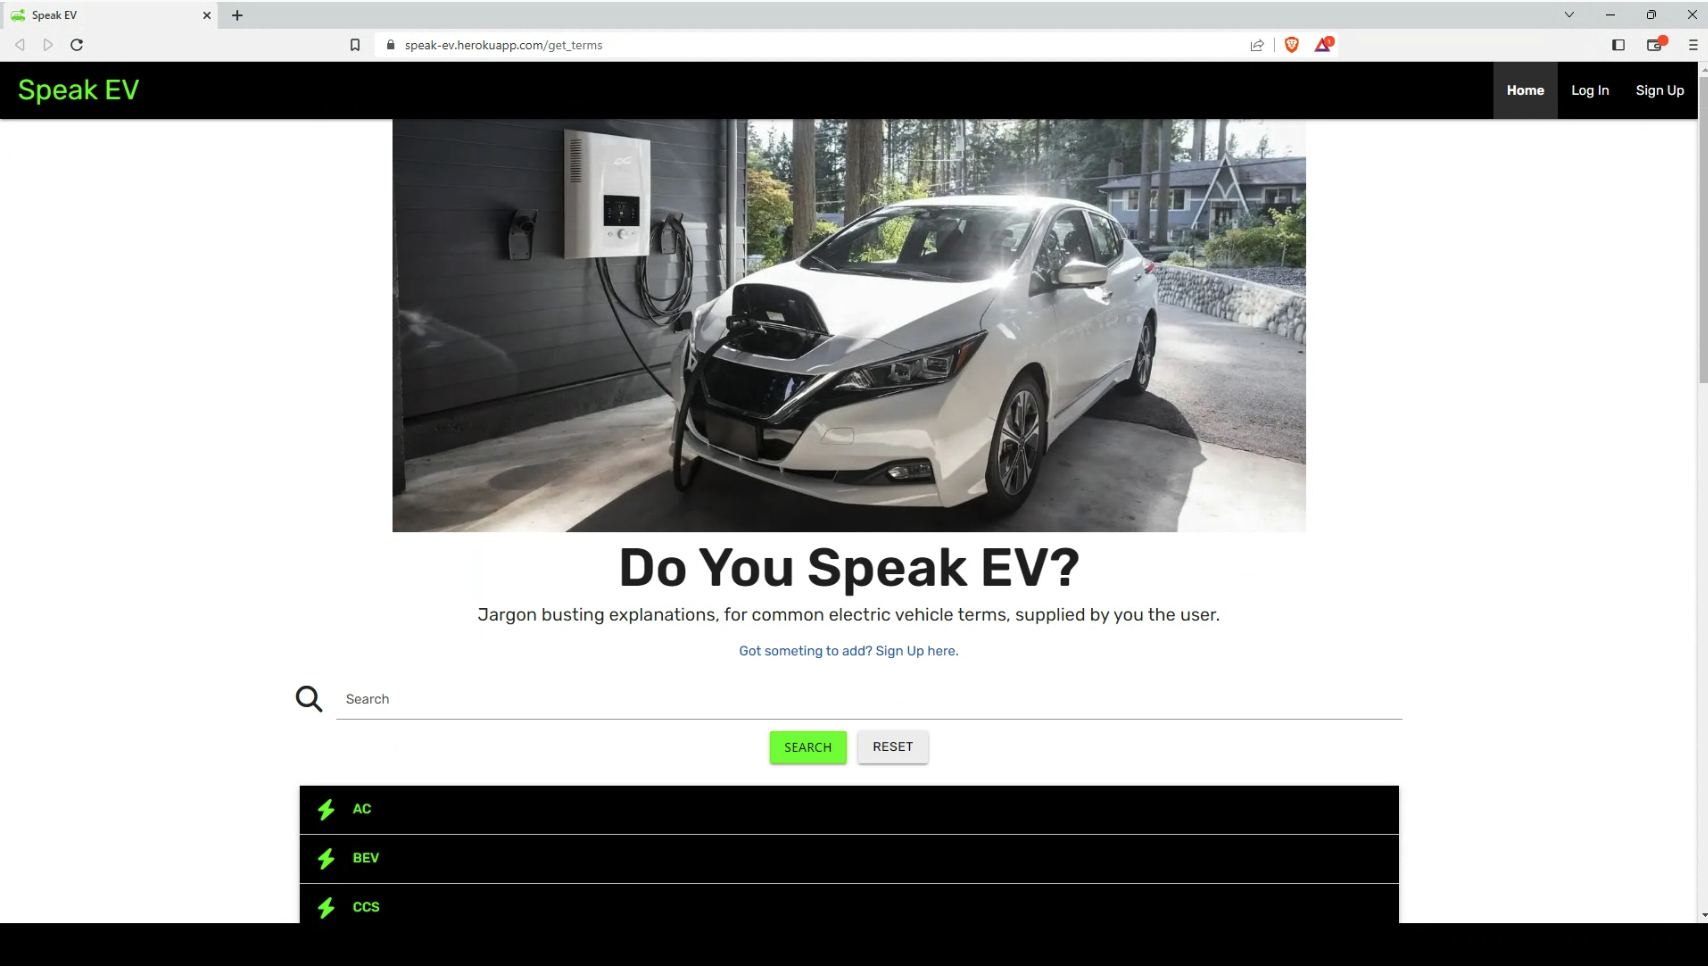 Speak EV
speak-ev.herokuapp.com/get_terms
1
Speak EV
Home
Log In
Sign Up
Do You Speak EV?
Jargon busting explanations, for common electric vehicle terms, supplied by you the user.
Got someting to add? Sign Up here.
Search
SEARCH
RESET
AC
BEV
CCS